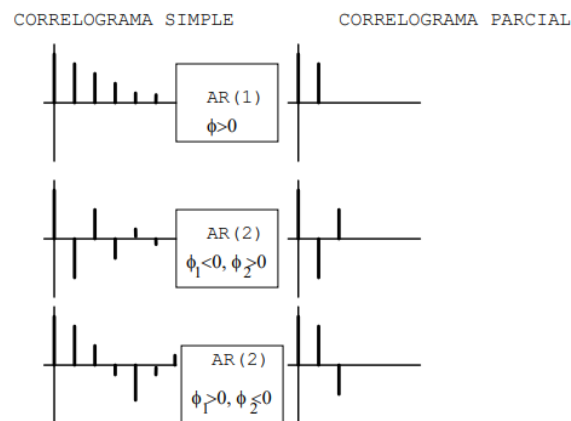 CORRELOGRAMA SIMPLE
CORRELOGRAMA PARCIAL
AR(1)
ϕ>0
AR(2)
ϕ₁<0, ϕ₂>0
AR(2)
ϕ₁>0, ϕ₂<0